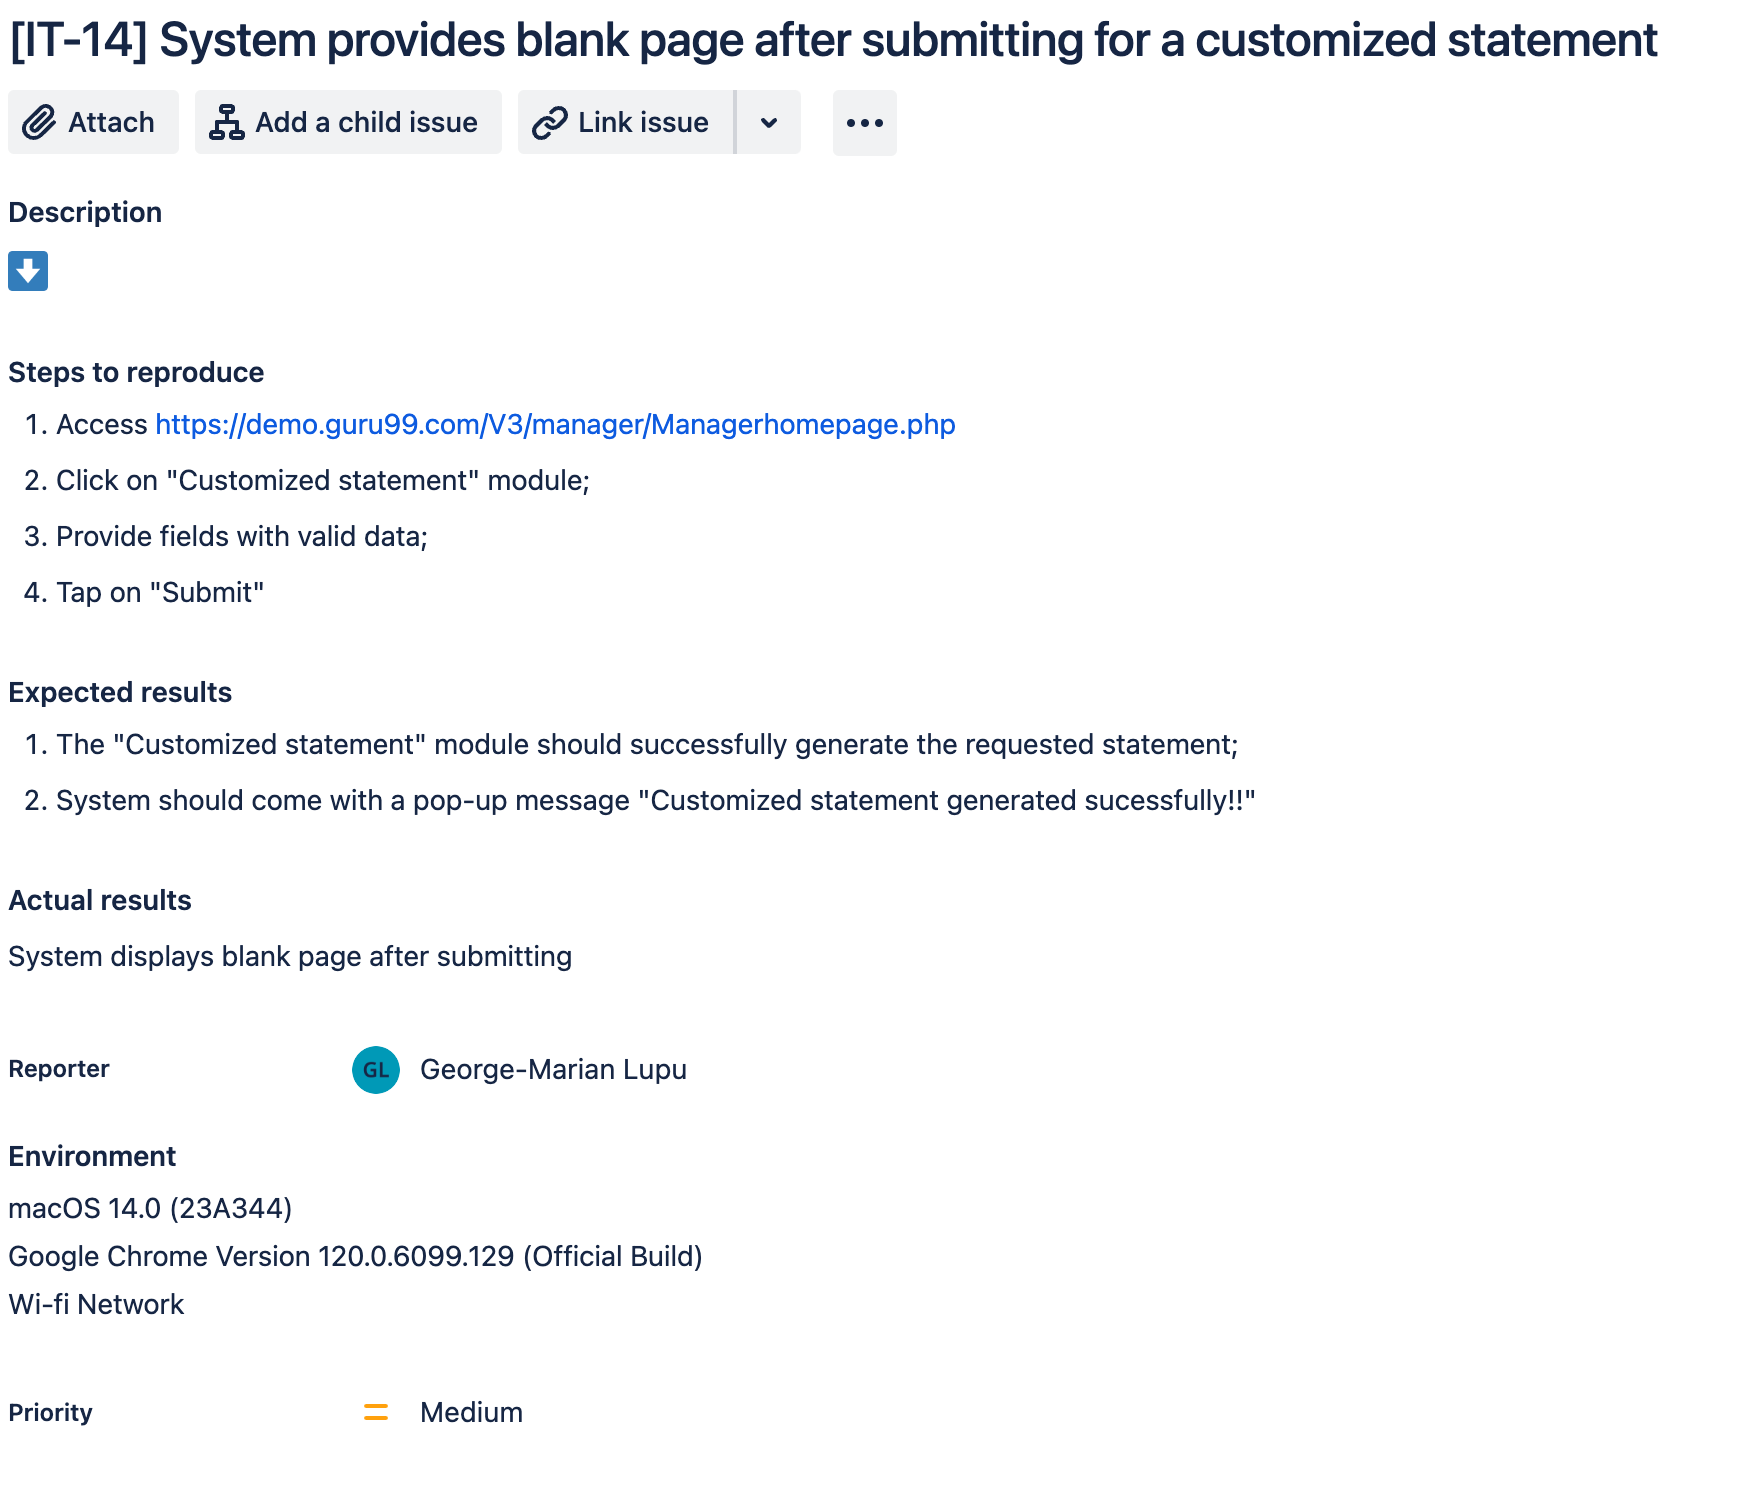 [IT-14] System provides blank page after submitting for a customized statement
Attach
Add a child issue
Link issue
Description
Steps to reproduce
1. Access https://demo.guru99.com/V3/manager/Managerhomepage.php
2. Click on "Customized statement" module;
3. Provide fields with valid data;
4. Tap on "Submit"
Expected results
1. The "Customized statement" module should successfully generate the requested statement;
2. System should come with a pop-up message "Customized statement generated sucessfully!!"
Actual results
System displays blank page after submitting
Reporter GL George-Marian Lupu
Environment
macOS 14.0 (23A344)
Google Chrome Version 120.0.6099.129 (Official Build)
Wi-fi Network
Priority Medium